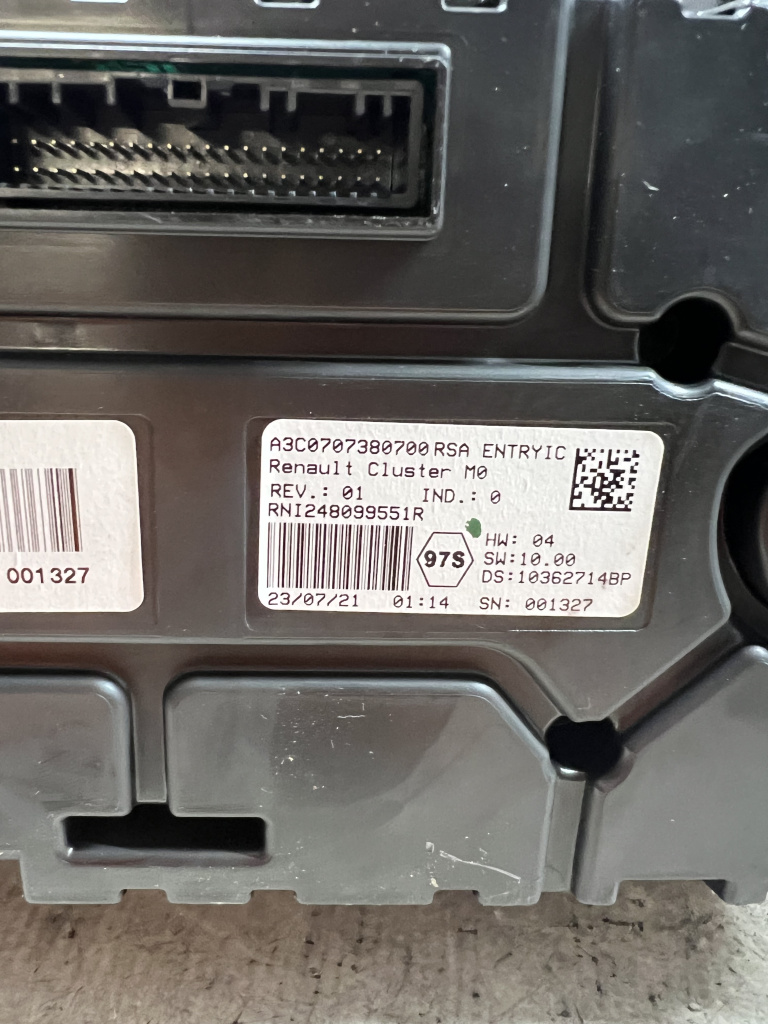 001327
A3C0707380700 RSA ENTRYIC
Renault Cluster M0
REV.: 01 IND.: 0
RNI248099551R
97S
HW: 04
SW:10.00
DS:10362714BP
23/07/21 01:14 SN: 001327